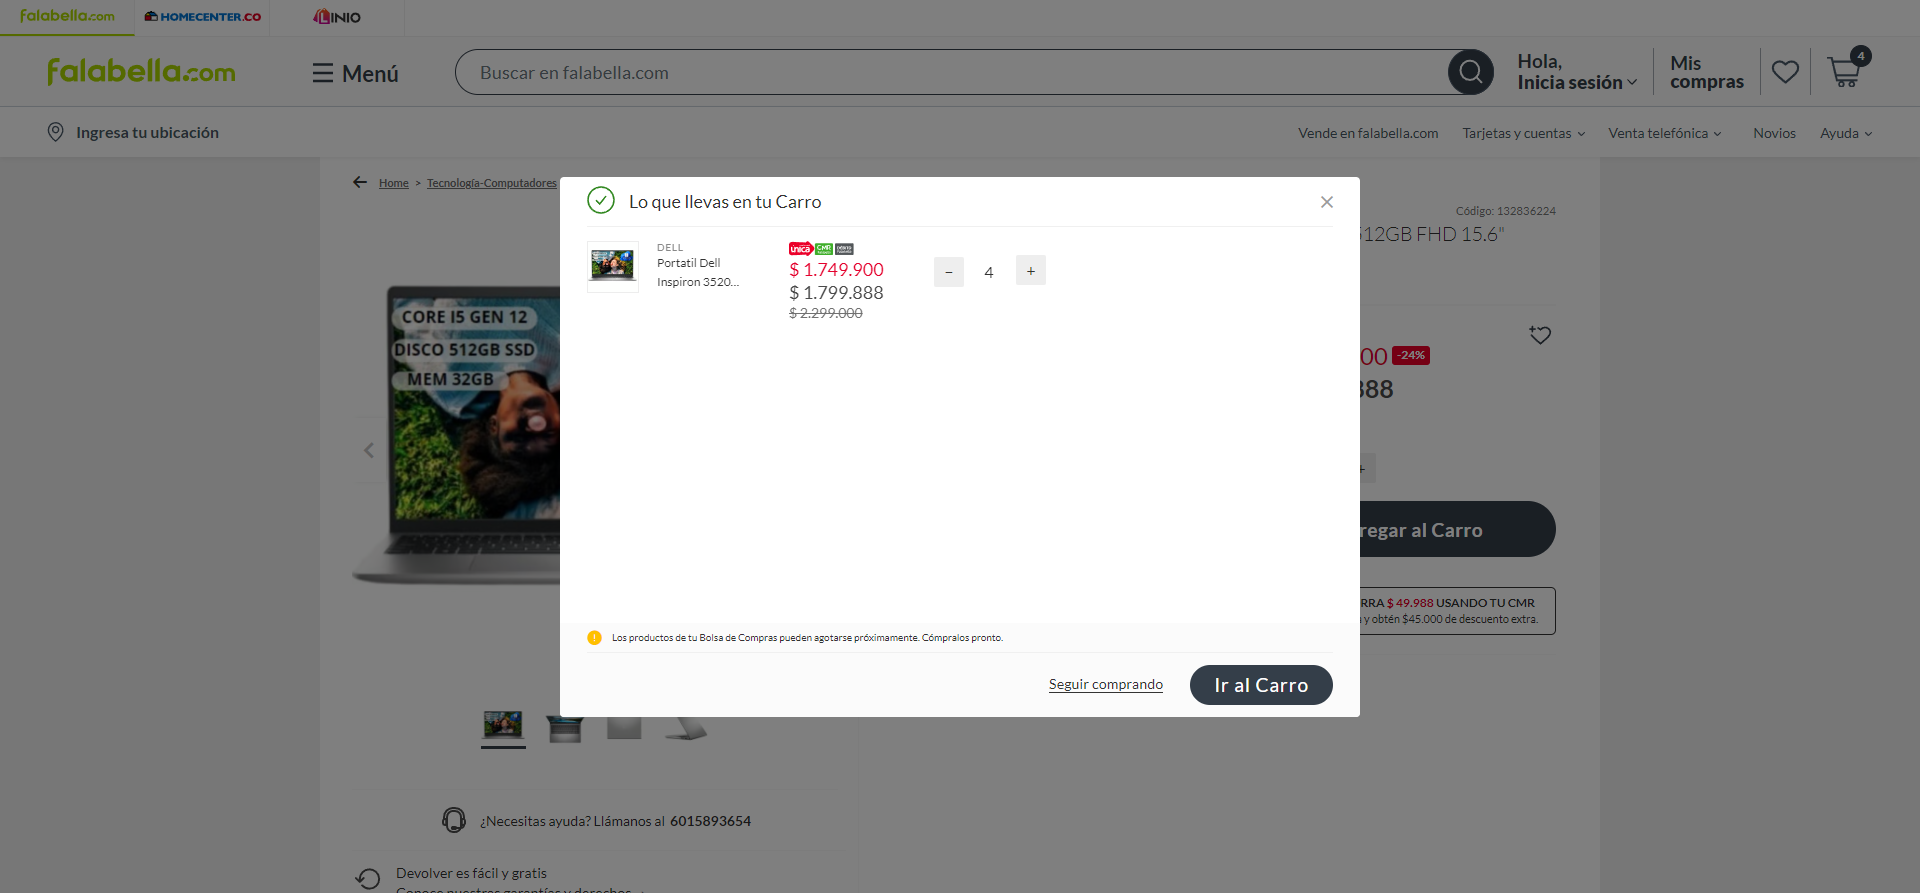 falabella.com
HOMECENTER.CO
LINIO
falabella.com
Menú
Buscar en falabella.com
Hola,
Inicia sesión
Mis
compras
4
Ingresa tu ubicación
Vende en falabella.com
Tarjetas y cuentas
Venta telefónica
Novios
Ayuda
Home > Tecnología-Computadores
Código: 132836224
512GB FHD 15.6"
Lo que llevas en tu Carro
DELL
Portatil Dell
Inspiron 3520...
única
CMR
$ 1.749.900
$ 1.799.888
$ 2.299.000
−
4
+
CORE I5 GEN 12
DISCO 512GB SSD
MEM 32GB
00
-24%
888
+
regar al Carro
RRA $ 49.988 USANDO TU CMR
y obtén $45.000 de descuento extra.
Los productos de tu Bolsa de Compras pueden agotarse próximamente. Cómpralos pronto.
Seguir comprando
Ir al Carro
¿Necesitas ayuda? Llámanos al 6015893654
Devolver es fácil y gratis
Conoce nuestras garantías y derechos